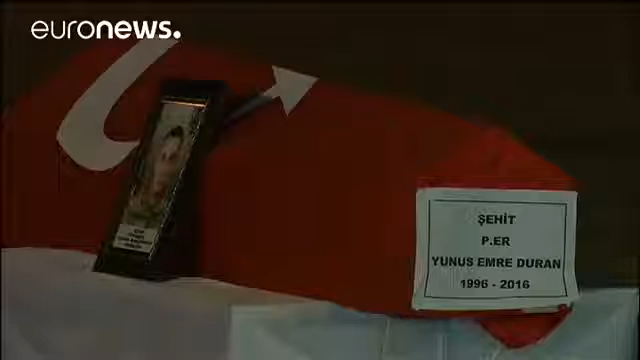 euronews.
ŞEHİT
P.ER
YUNUS EMRE DURAN
1996 - 2016